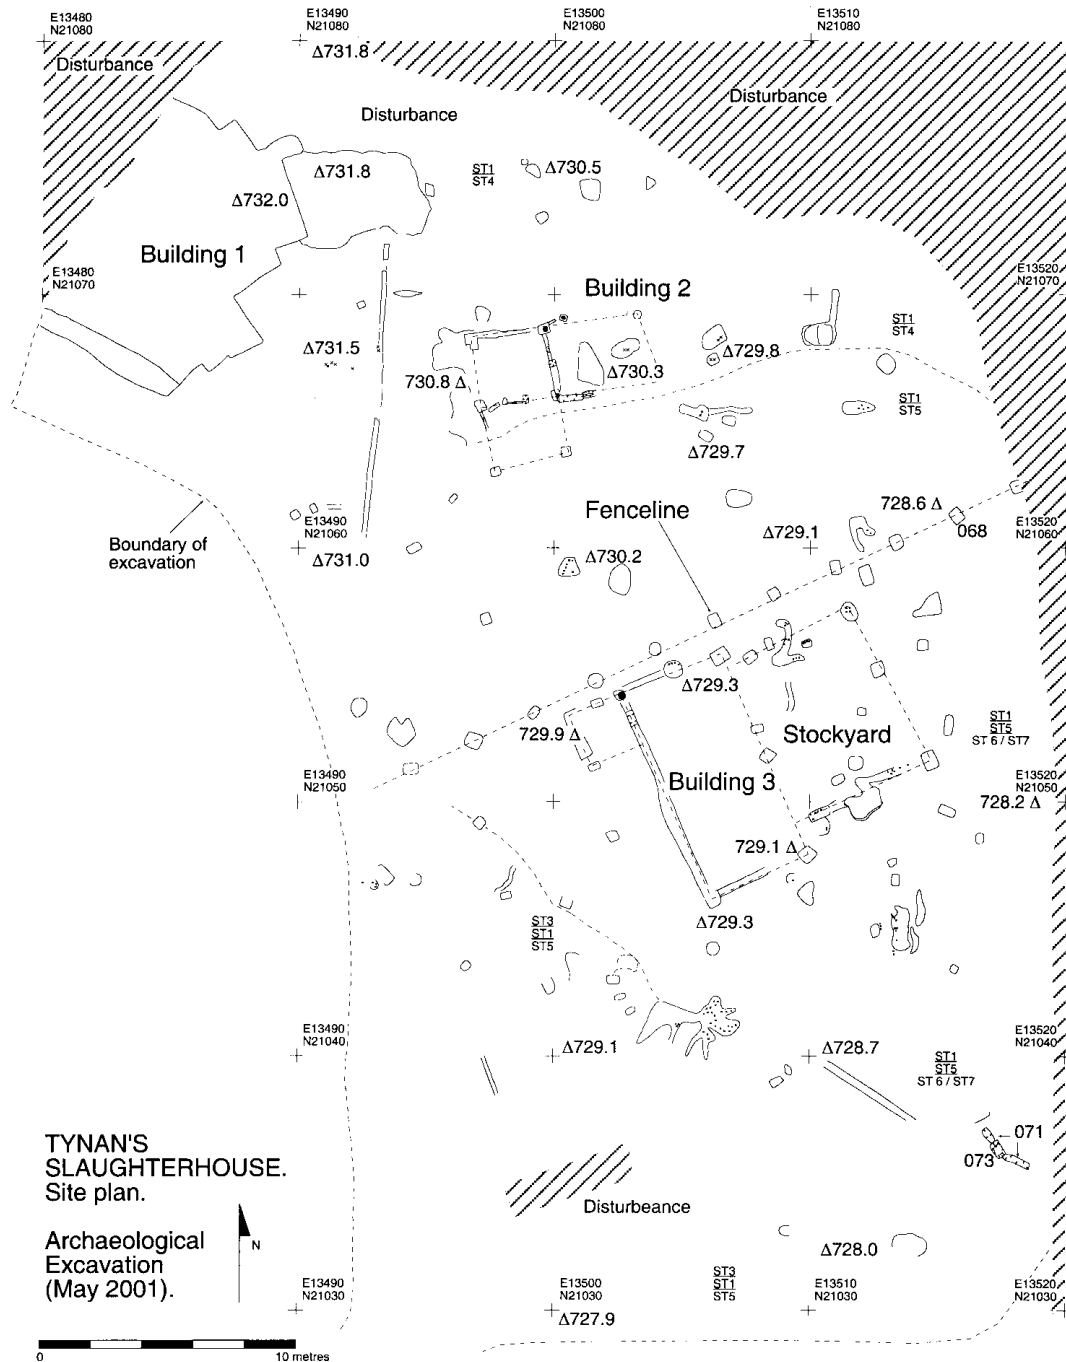 E13480
N21080
E13490
N21080
E13500
N21080
E13510
N21080
Δ731.8
Disturbance
Disturbance
Disturbance
Δ731.8
Δ732.0
ST1
ST4
Δ730.5
Building 1
E13480
N21070
Building 2
E13520
N21070
ST1
ST4
Δ731.5
730.8 Δ
Δ730.3
Δ729.8
ST1
ST5
Δ729.7
Fenceline
728.6 Δ
068
Boundary of
excavation
E13490
N21060
Δ731.0
Δ730.2
Δ729.1
E13520
N21060
Δ729.3
729.9 Δ
Stockyard
ST1
ST5
ST 6 / ST7
Building 3
E13490
N21050
E13520
N21050
728.2 Δ
729.1 Δ
Δ729.3
ST3
ST1
ST5
E13490
N21040
Δ729.1
Δ728.7
E13520
N21040
ST1
ST5
ST 6 / ST7
071
073
TYNAN'S
SLAUGHTERHOUSE.
Site plan.
Archaeological
Excavation
(May 2001).
N
Disturbeance
Δ728.0
ST3
ST1
ST5
E13490
N21030
E13500
N21030
Δ727.9
E13510
N21030
E13520
N21030
0
10 metres